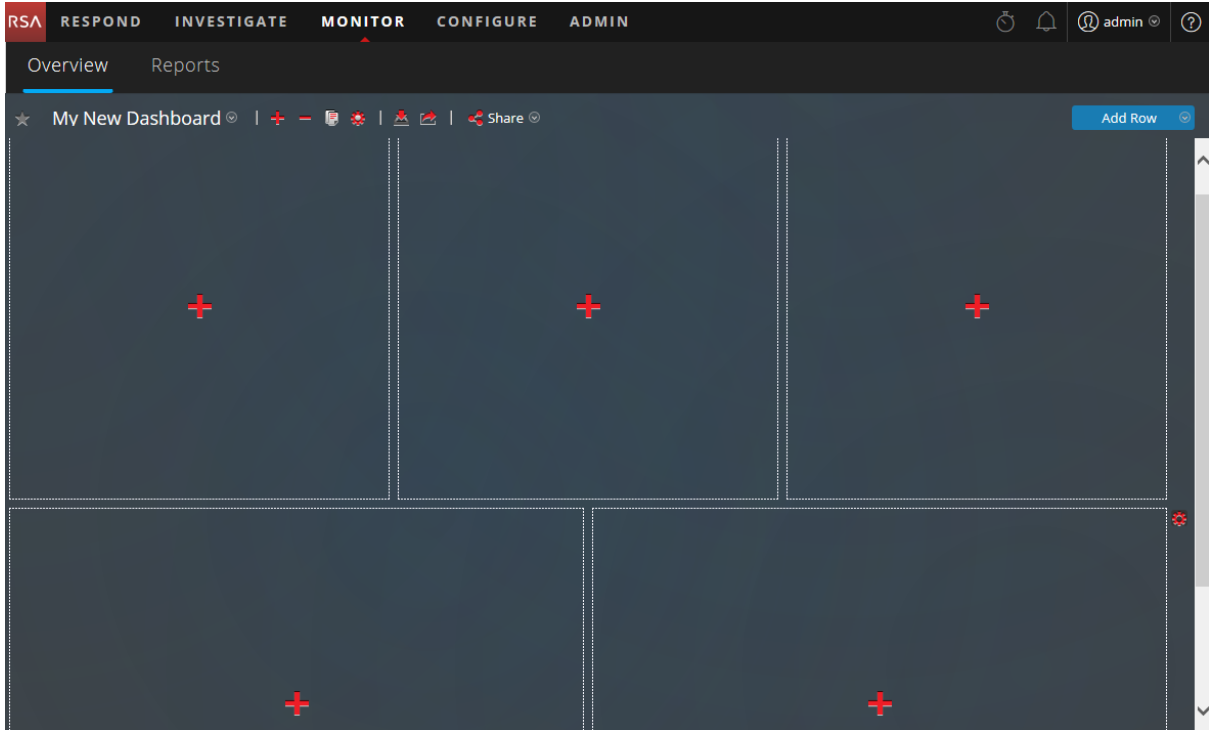 RSA RESPOND INVESTIGATE MONITOR CONFIGURE ADMIN admin ?
Overview Reports
My New Dashboard | | | Share Add Row